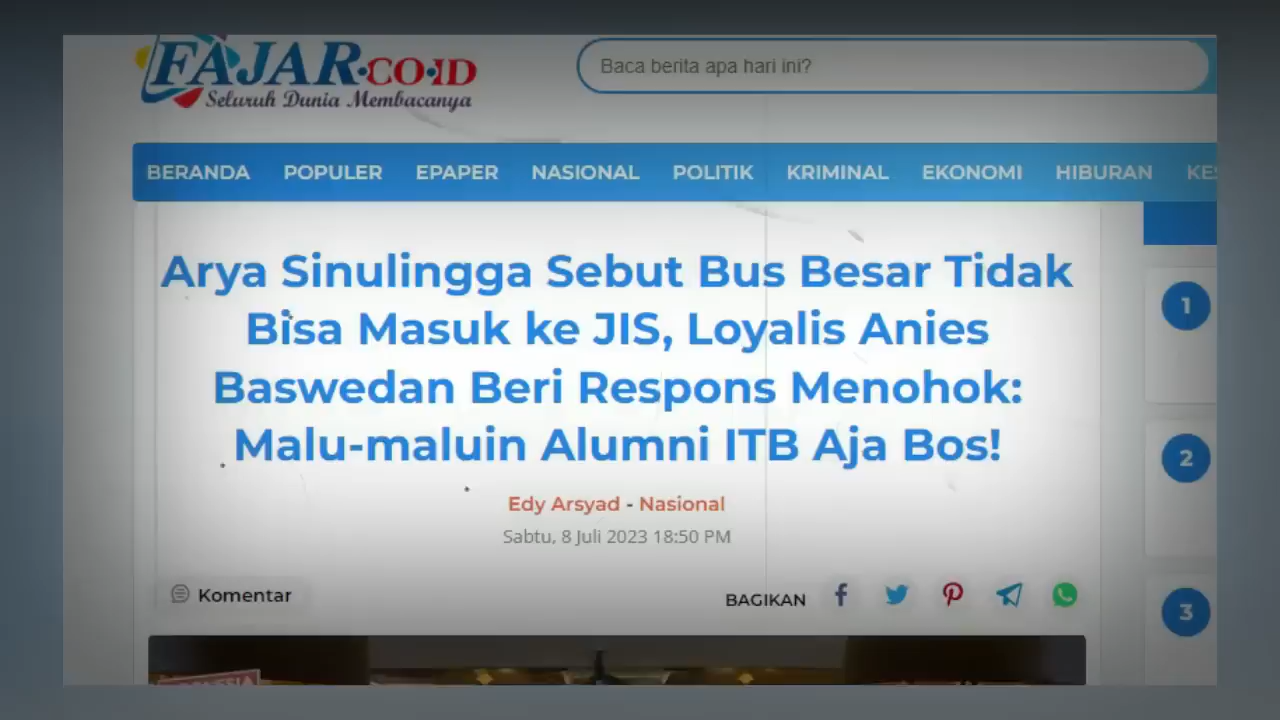 FAJAR.CO.ID
Seluruh Dunia Membacanya
Baca berita apa hari ini?
BERANDA POPULER EPAPER NASIONAL POLITIK KRIMINAL EKONOMI HIBURAN KES
Arya Sinulingga Sebut Bus Besar Tidak
Bisa Masuk ke JIS, Loyalis Anies
Baswedan Beri Respons Menohok:
Malu-maluin Alumni ITB Aja Bos!
Edy Arsyad - Nasional
Sabtu, 8 Juli 2023 18:50 PM
Komentar
BAGIKAN
1
2
3